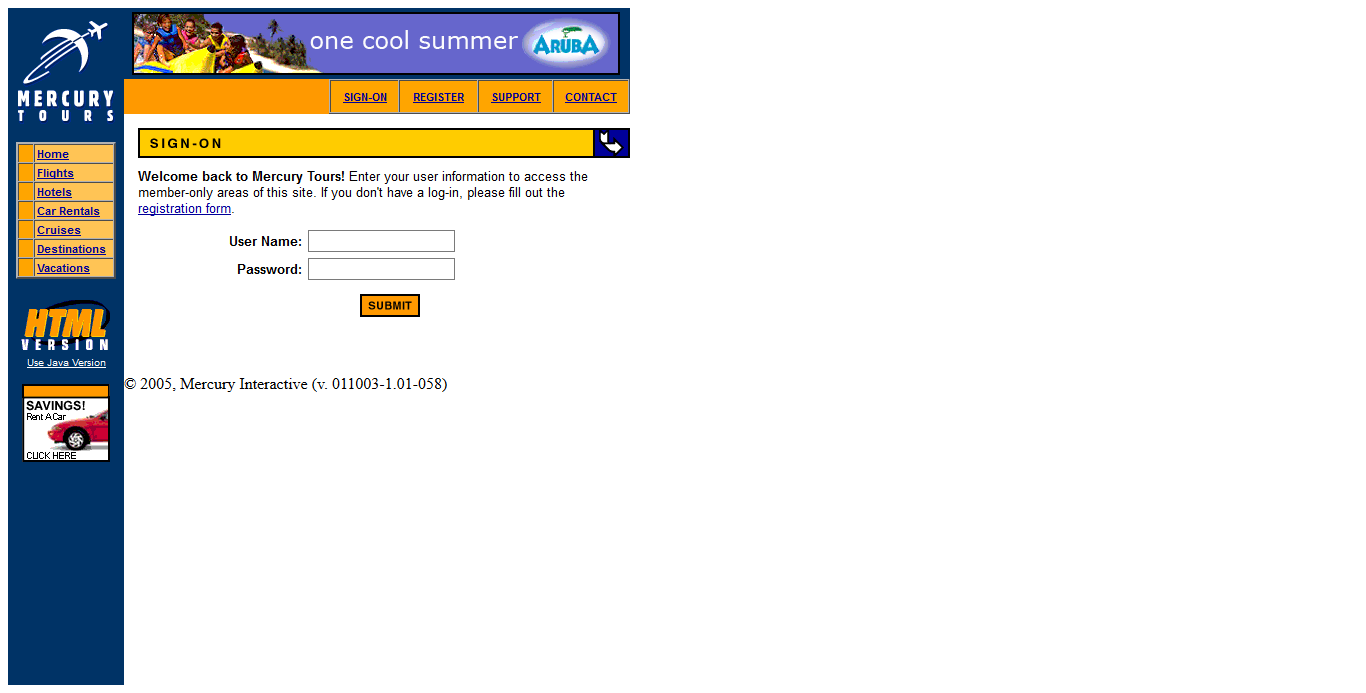 MERCURY
TOURS
one cool summer
ARUBA
SIGN-ON
REGISTER
SUPPORT
CONTACT
Home
Flights
Hotels
Car Rentals
Cruises
Destinations
Vacations
HTML
VERSION
Use Java Version
SAVINGS!
Rent A Car
CLICK HERE
SIGN-ON
Welcome back to Mercury Tours! Enter your user information to access the
member-only areas of this site. If you don't have a log-in, please fill out the
registration form.
User Name:
Password:
SUBMIT
© 2005, Mercury Interactive (v. 011003-1.01-058)